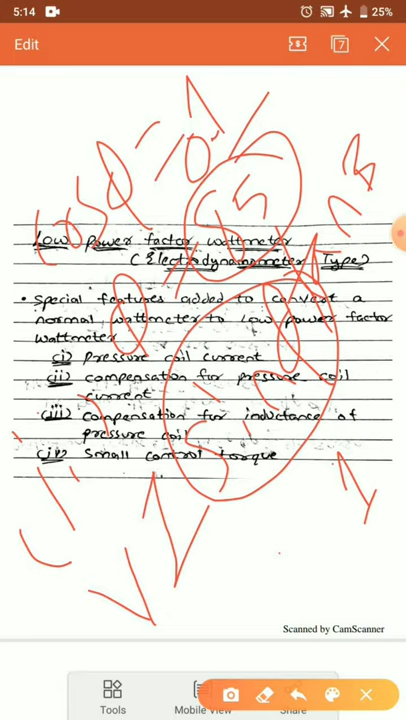 5:14
25%
Edit
7
Low power factor wattmeter
(Electrodynamometer Type)
• Special features added to convert a
normal wattmeter to low power factor
wattmeter
(i) Pressure coil current
(ii) compensation for pressure coil
current
(iii) compensation for inductance of
pressure coil
(iv) Small control torque
Scanned by CamScanner
Tools
Mobile View
Share